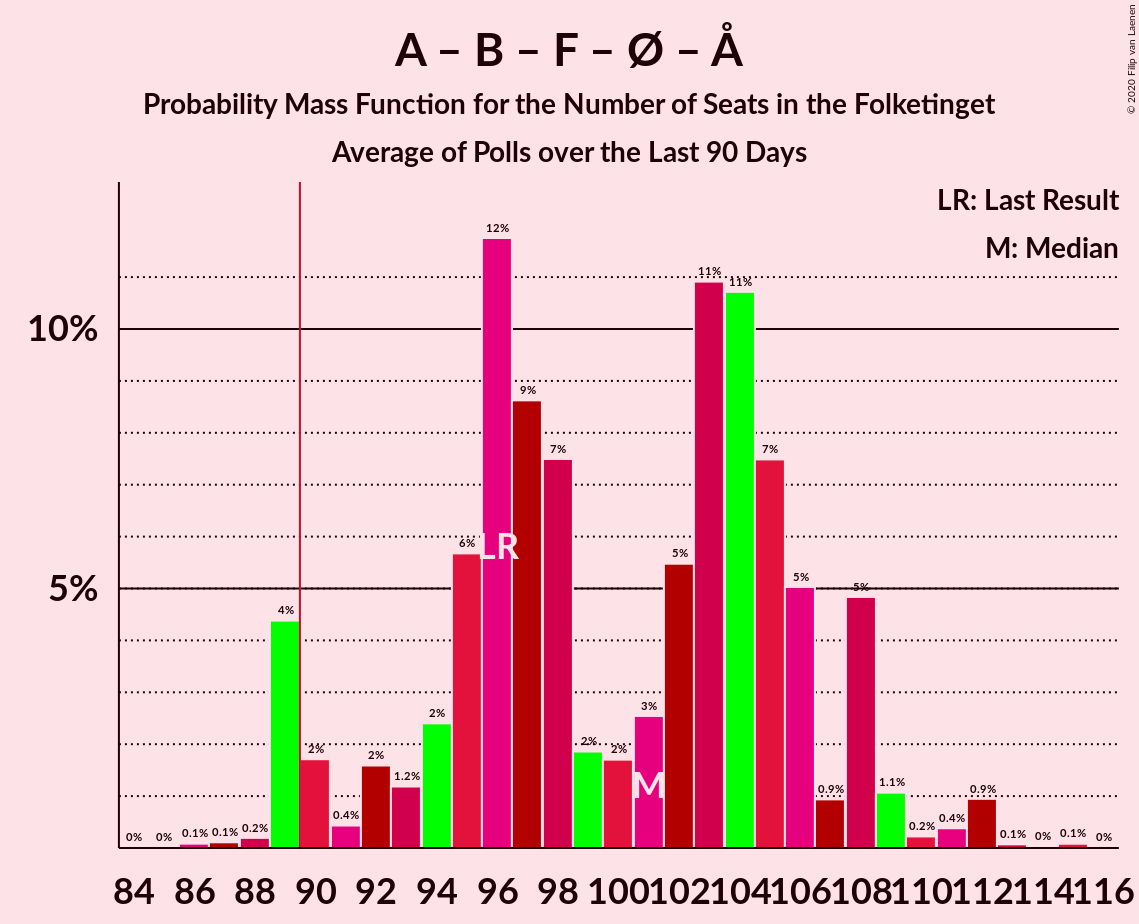 A – B – F – Ø – Å
Probability Mass Function for the Number of Seats in the Folketinget
Average of Polls over the Last 90 Days
© 2020 Filip van Laenen
LR: Last Result
M: Median
10%
5%
0% 0% 0.1% 0.1% 0.2% 4% 2% 0.4% 2% 1.2% 2% 6% 12% 9% 7% 2% 2% 3% 5% 11% 11% 7% 5% 0.9% 5% 1.1% 0.2% 0.4% 0.9% 0.1% 0% 0.1% 0%
LR
M
84 86 88 90 92 94 96 98 100 102 104 106 108 110 112 114 116